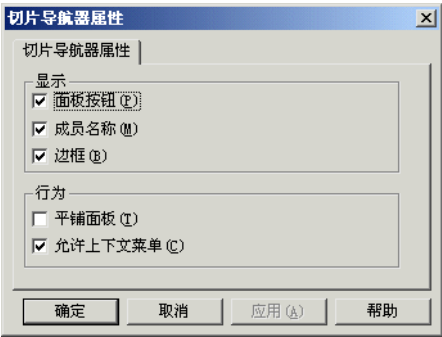 切片导航器属性
切片导航器属性
显示
面板按钮(P)
成员名称(M)
边框(B)
行为
平铺面板(T)
允许上下文菜单(C)
确定 取消 应用(A) 帮助